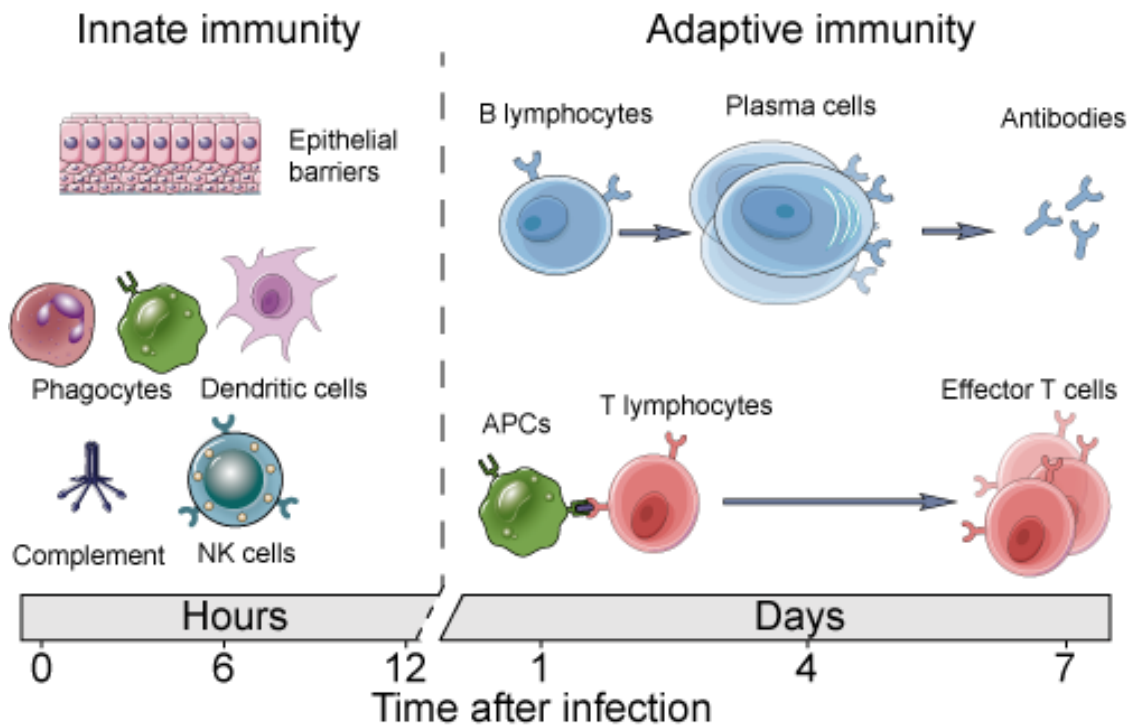 Innate immunity
Adaptive immunity
Epithelial
barriers
B lymphocytes
Plasma cells
Antibodies
Phagocytes
Dendritic cells
Complement
NK cells
APCs
T lymphocytes
Effector T cells
Hours
Days
0
6
12
1
4
7
Time after infection